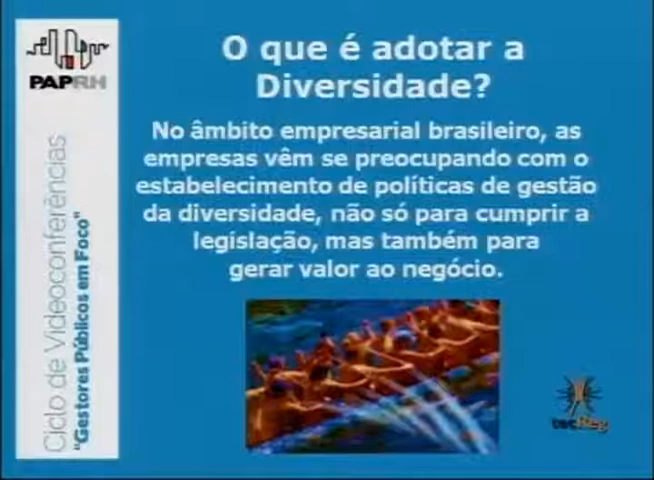 PAPRH
Ciclo de Videoconferências
"Gestores Públicos em Foco"
O que é adotar a
Diversidade?
No âmbito empresarial brasileiro, as
empresas vêm se preocupando com o
estabelecimento de políticas de gestão
da diversidade, não só para cumprir a
legislação, mas também para
gerar valor ao negócio.
tecReg